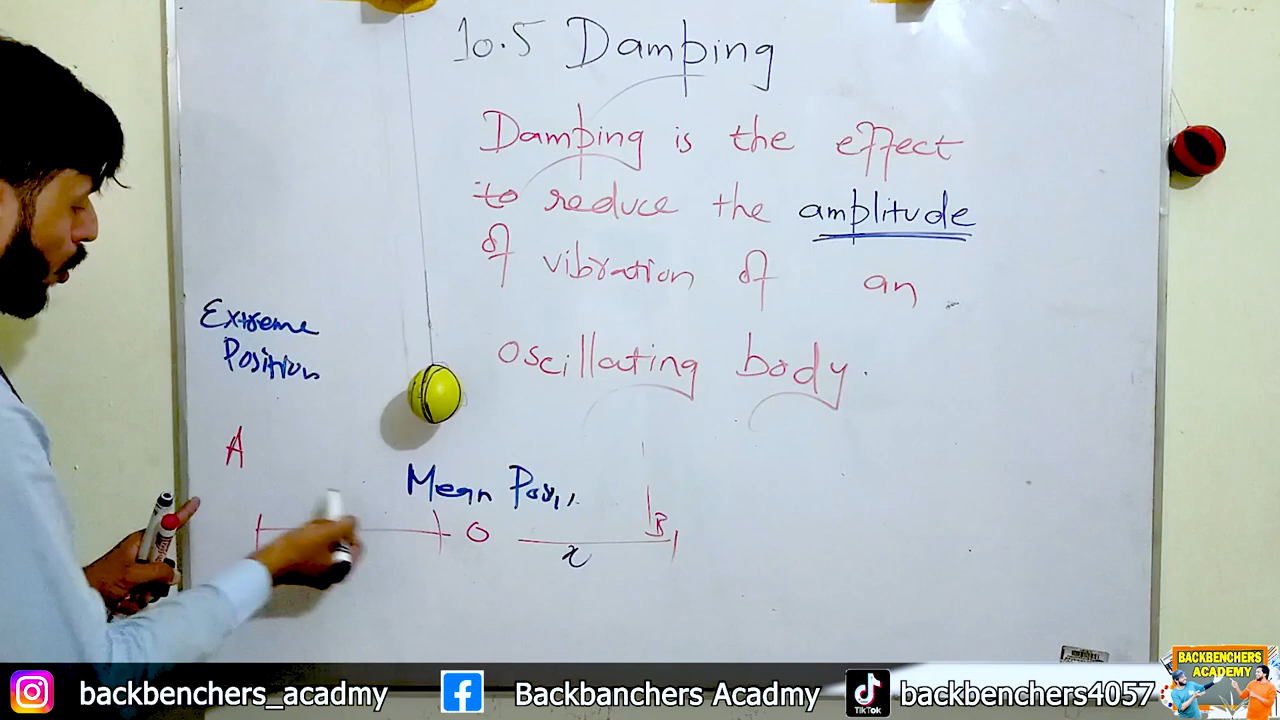 10.5 Damping
Damping is the effect
to reduce the amplitude
of vibration of an
oscillating body.
Extreme
Position
A
Mean
O
B
x
BACKBENCHERS
ACADEMY
backbenchers_acadmy
Backbanchers Acadmy
TikTok
backbenchers4057